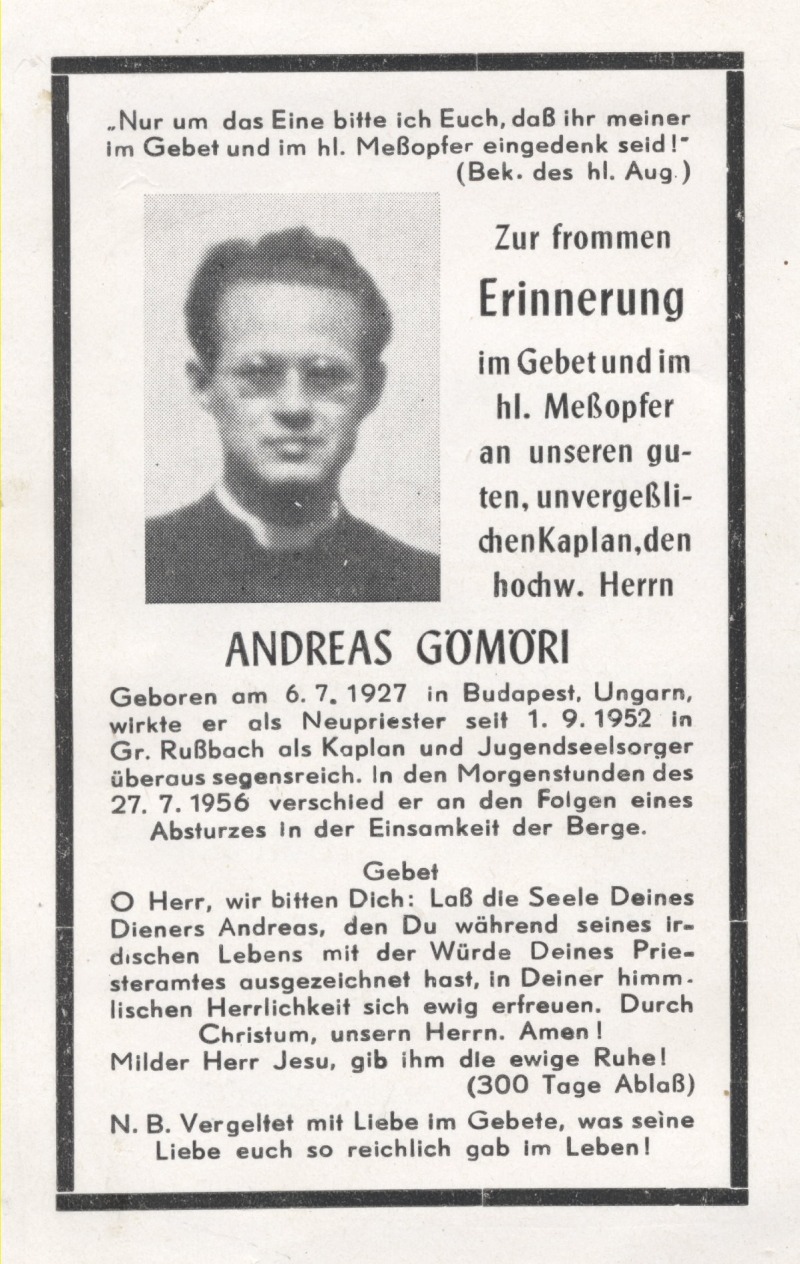 „Nur um das Eine bitte ich Euch, daß ihr meiner
im Gebet und im hl. Meßopfer eingedenk seid!"
(Bek. des hl. Aug.)
Zur frommen
Erinnerung
im Gebet und im
hl. Meßopfer
an unseren gu-
ten, unvergeßli-
chen Kaplan, den
hochw. Herrn
ANDREAS GÖMÖRI
Geboren am 6. 7. 1927 in Budapest, Ungarn,
wirkte er als Neupriester seit 1. 9. 1952 in
Gr. Rußbach als Kaplan und Jugendseelsorger
überaus segensreich. In den Morgenstunden des
27. 7. 1956 verschied er an den Folgen eines
Absturzes in der Einsamkeit der Berge.
Gebet
O Herr, wir bitten Dich: Laß die Seele Deines
Dieners Andreas, den Du während seines ir-
dischen Lebens mit der Würde Deines Prie-
steramtes ausgezeichnet hast, in Deiner himm-
lischen Herrlichkeit sich ewig erfreuen. Durch
Christum, unsern Herrn. Amen!
Milder Herr Jesu, gib ihm die ewige Ruhe!
(300 Tage Ablaß)
N. B. Vergeltet mit Liebe im Gebete, was seine
Liebe euch so reichlich gab im Leben!